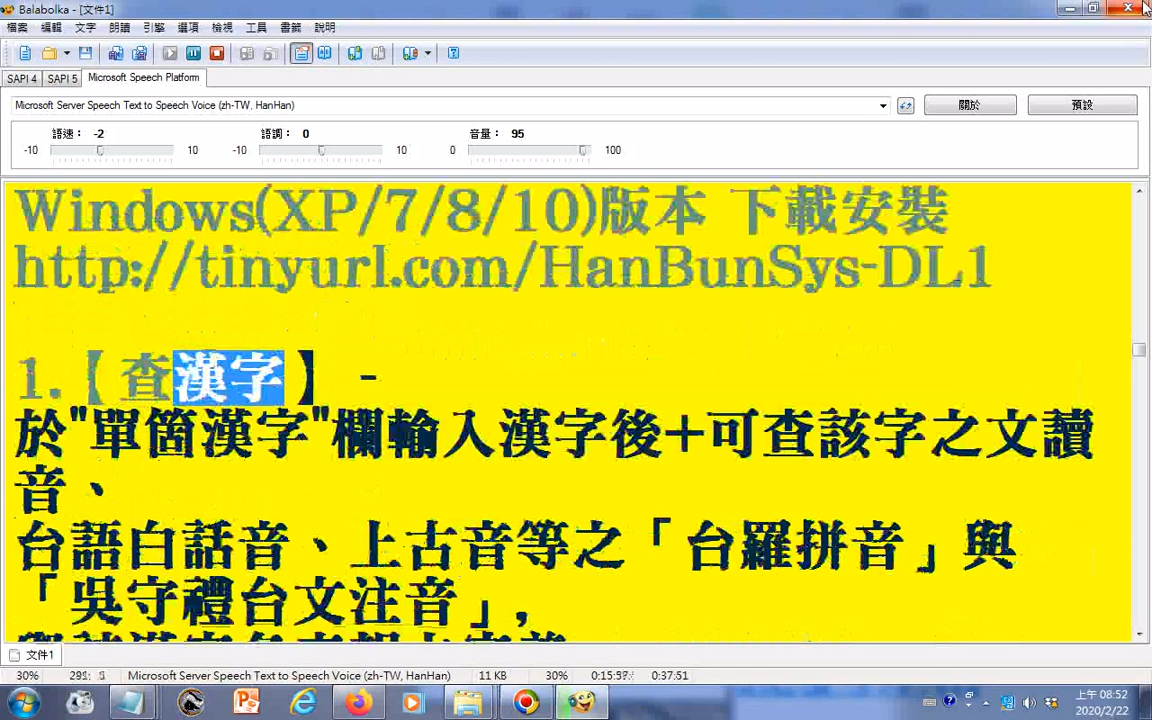 Balabolka - [文件1]
檔案 編輯 文字 朗讀 引擎 選項 檢視 工具 書籤 說明
SAPI 4 SAPI 5 Microsoft Speech Platform
Microsoft Server Speech Text to Speech Voice (zh-TW, HanHan) 關於 預設
語速： -2 語調： 0 音量： 95
-10 10 -10 10 0 100
Windows(XP/7/8/10)版本 下載安裝
http://tinyurl.com/HanBunSys-DL1
1.【查漢字】 -
於"單箇漢字"欄輸入漢字後+可查該字之文讀
音、
台語白話音、上古音等之「台羅拼音」與
「吳守禮台文注音」,
文件1
30% 291: Microsoft Server Speech Text to Speech Voice (zh-TW, HanHan) 11 KB 30% 0:15:57 0:37:51
上午 08:52
2020/2/22